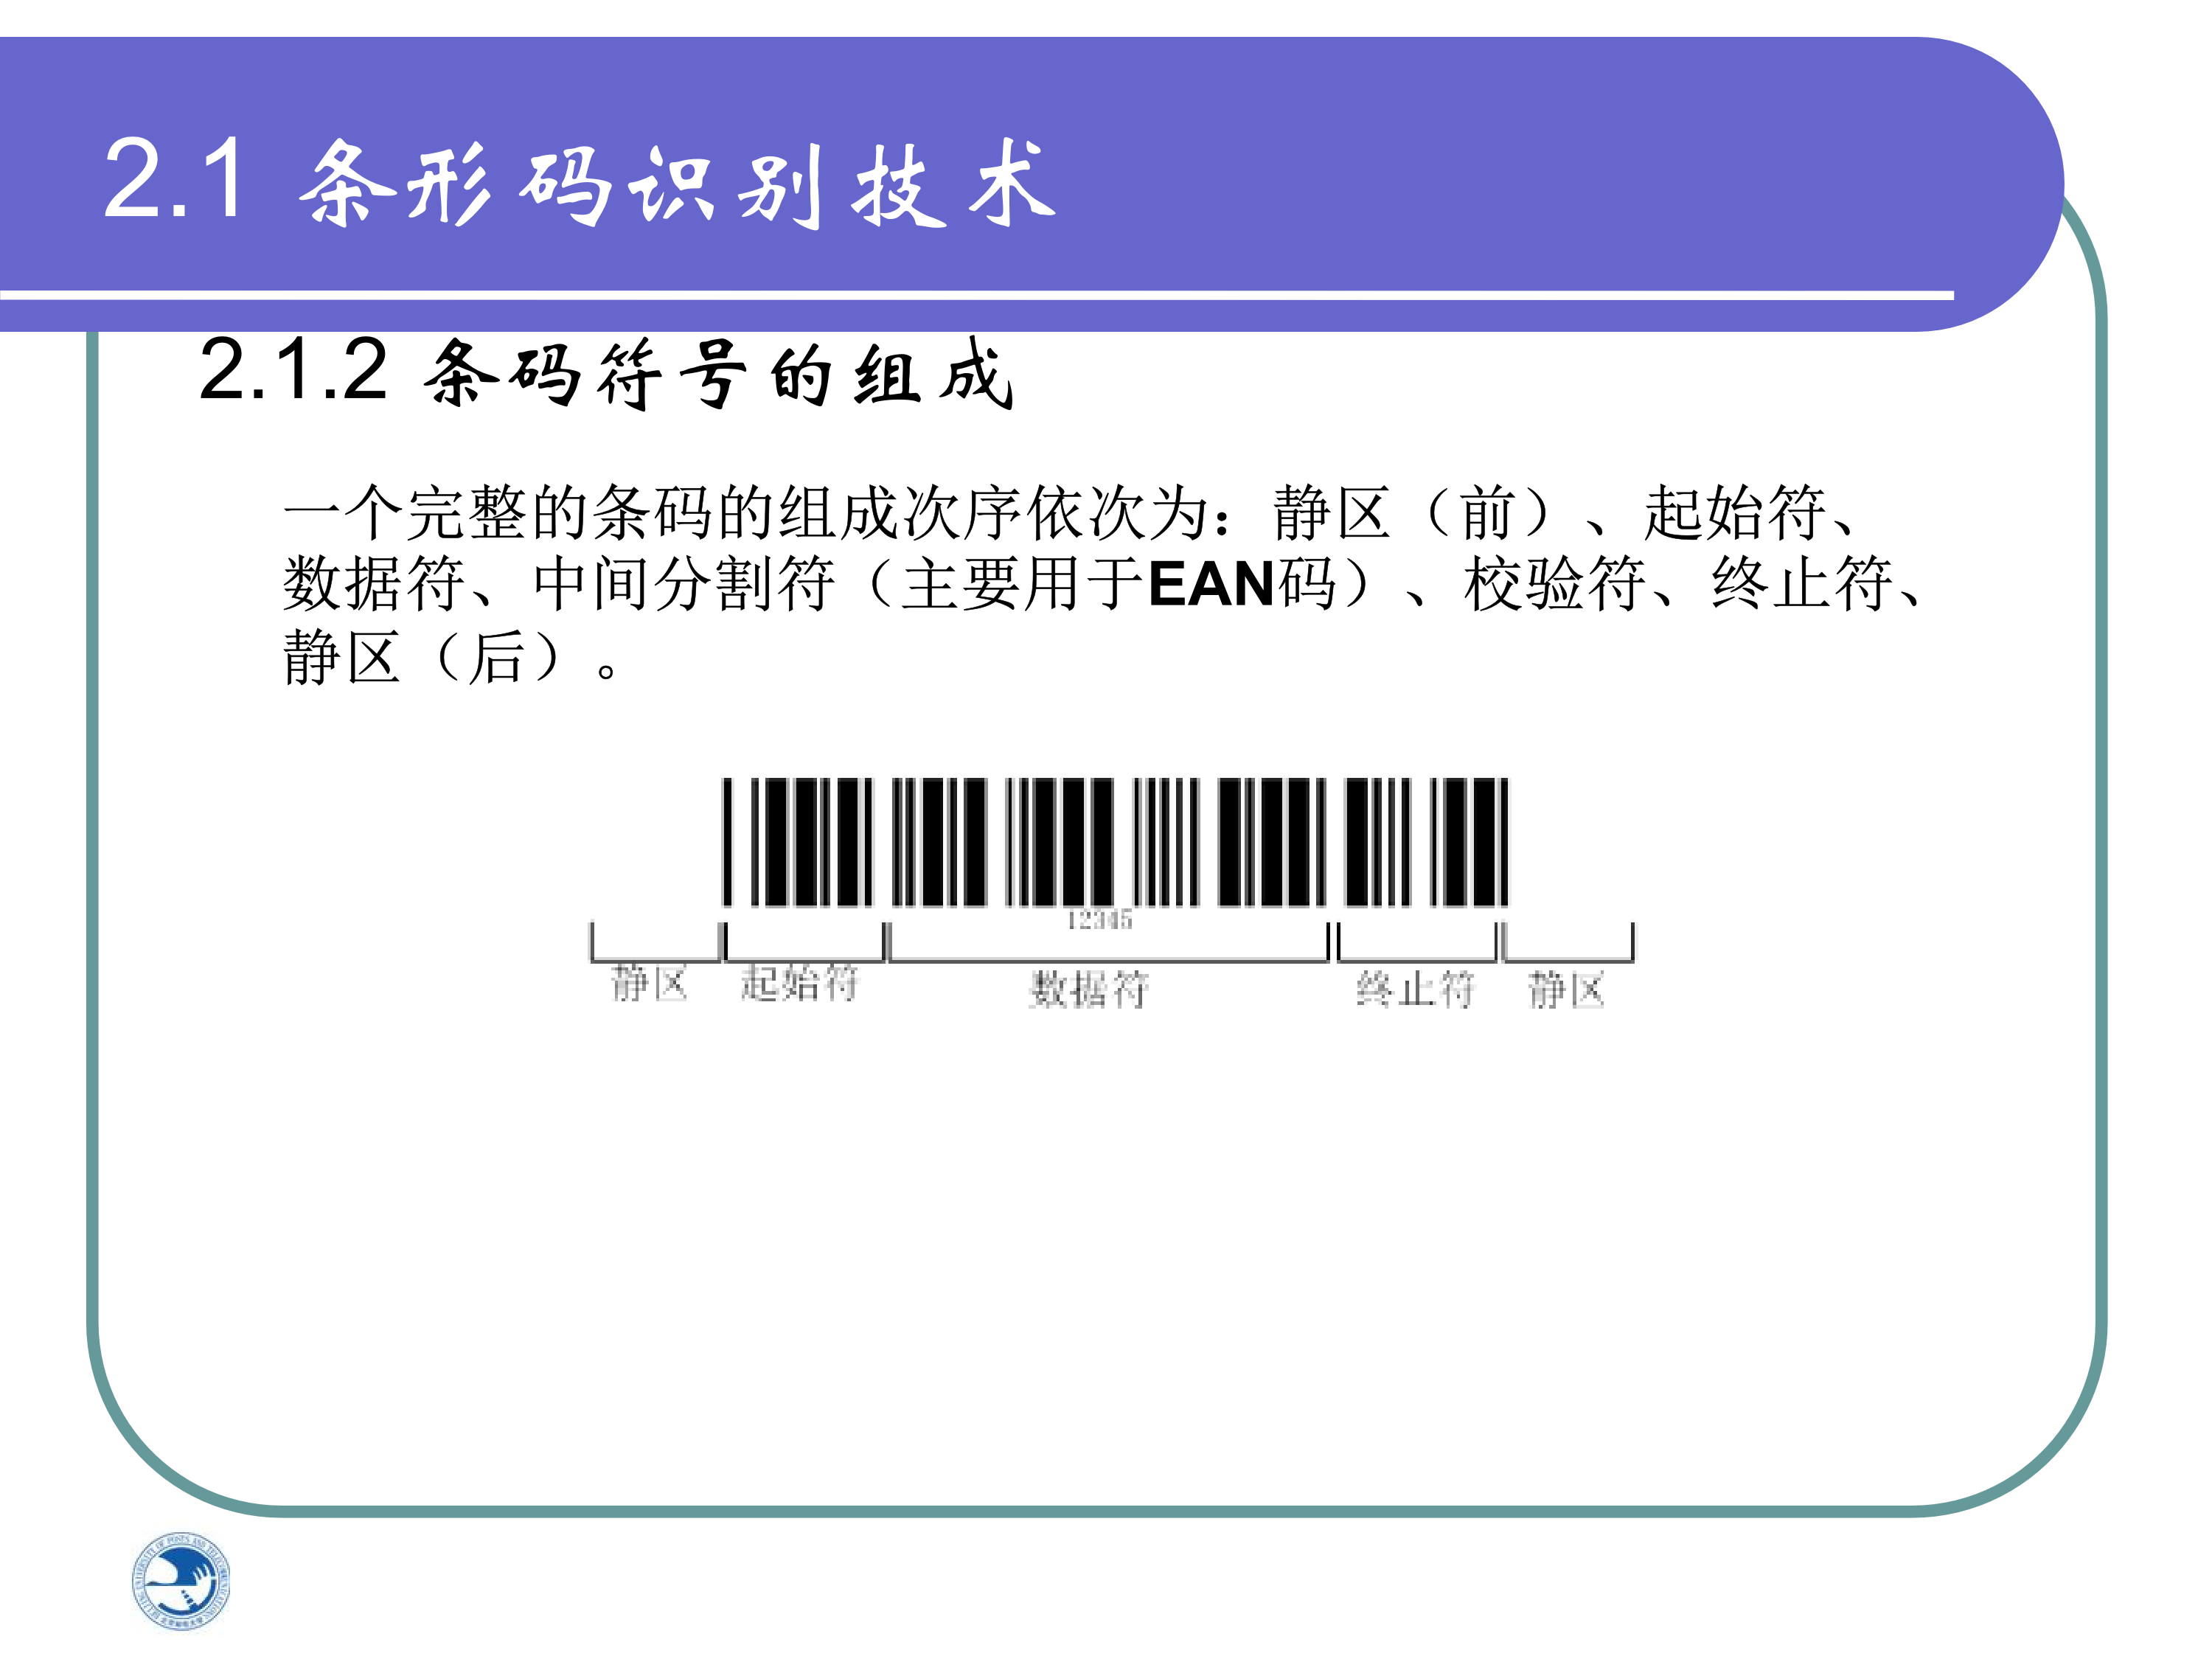 2.1 条形码识别技术
2.1.2 条码符号的组成
一个完整的条码的组成次序依次为：静区（前）、起始符、
数据符、中间分割符（主要用于EAN码）、校验符、终止符、
静区（后）。
12345
静区 起始符 数据符 终止符 静区